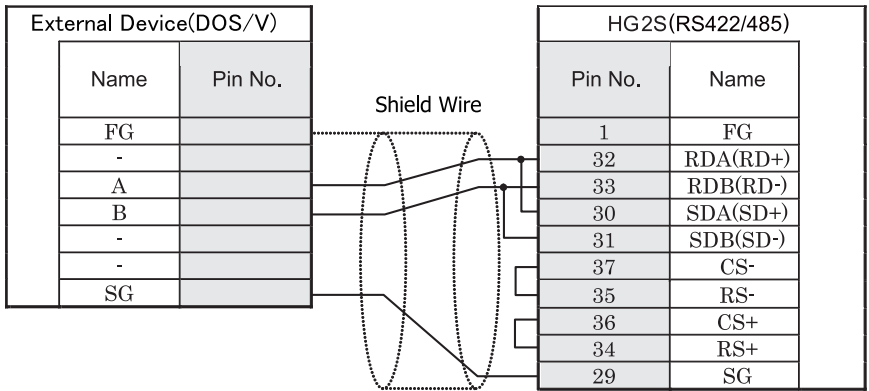 External Device(DOS/V)
Name Pin No.
FG
-
A
B
-
-
SG
Shield Wire
HG2S(RS422/485)
Pin No. Name
1 FG
32 RDA(RD+)
33 RDB(RD-)
30 SDA(SD+)
31 SDB(SD-)
37 CS-
35 RS-
36 CS+
34 RS+
29 SG